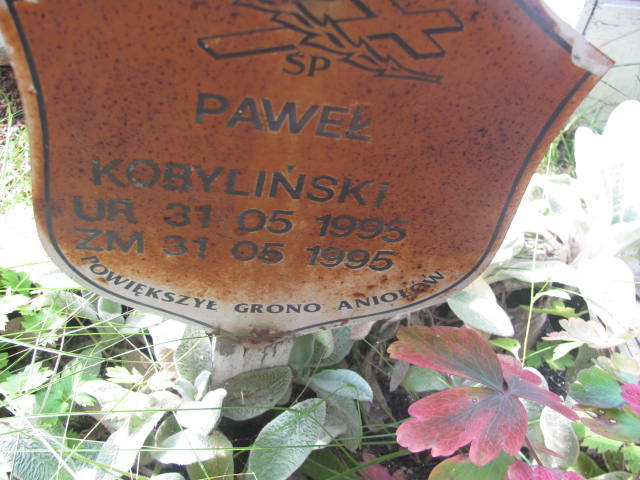 SP
PAWEŁ
KOBYLIŃSKI
UR 31 05 1995
ZM 31 05 1995
POWIĘKSZYŁ GRONO ANIOŁÓW